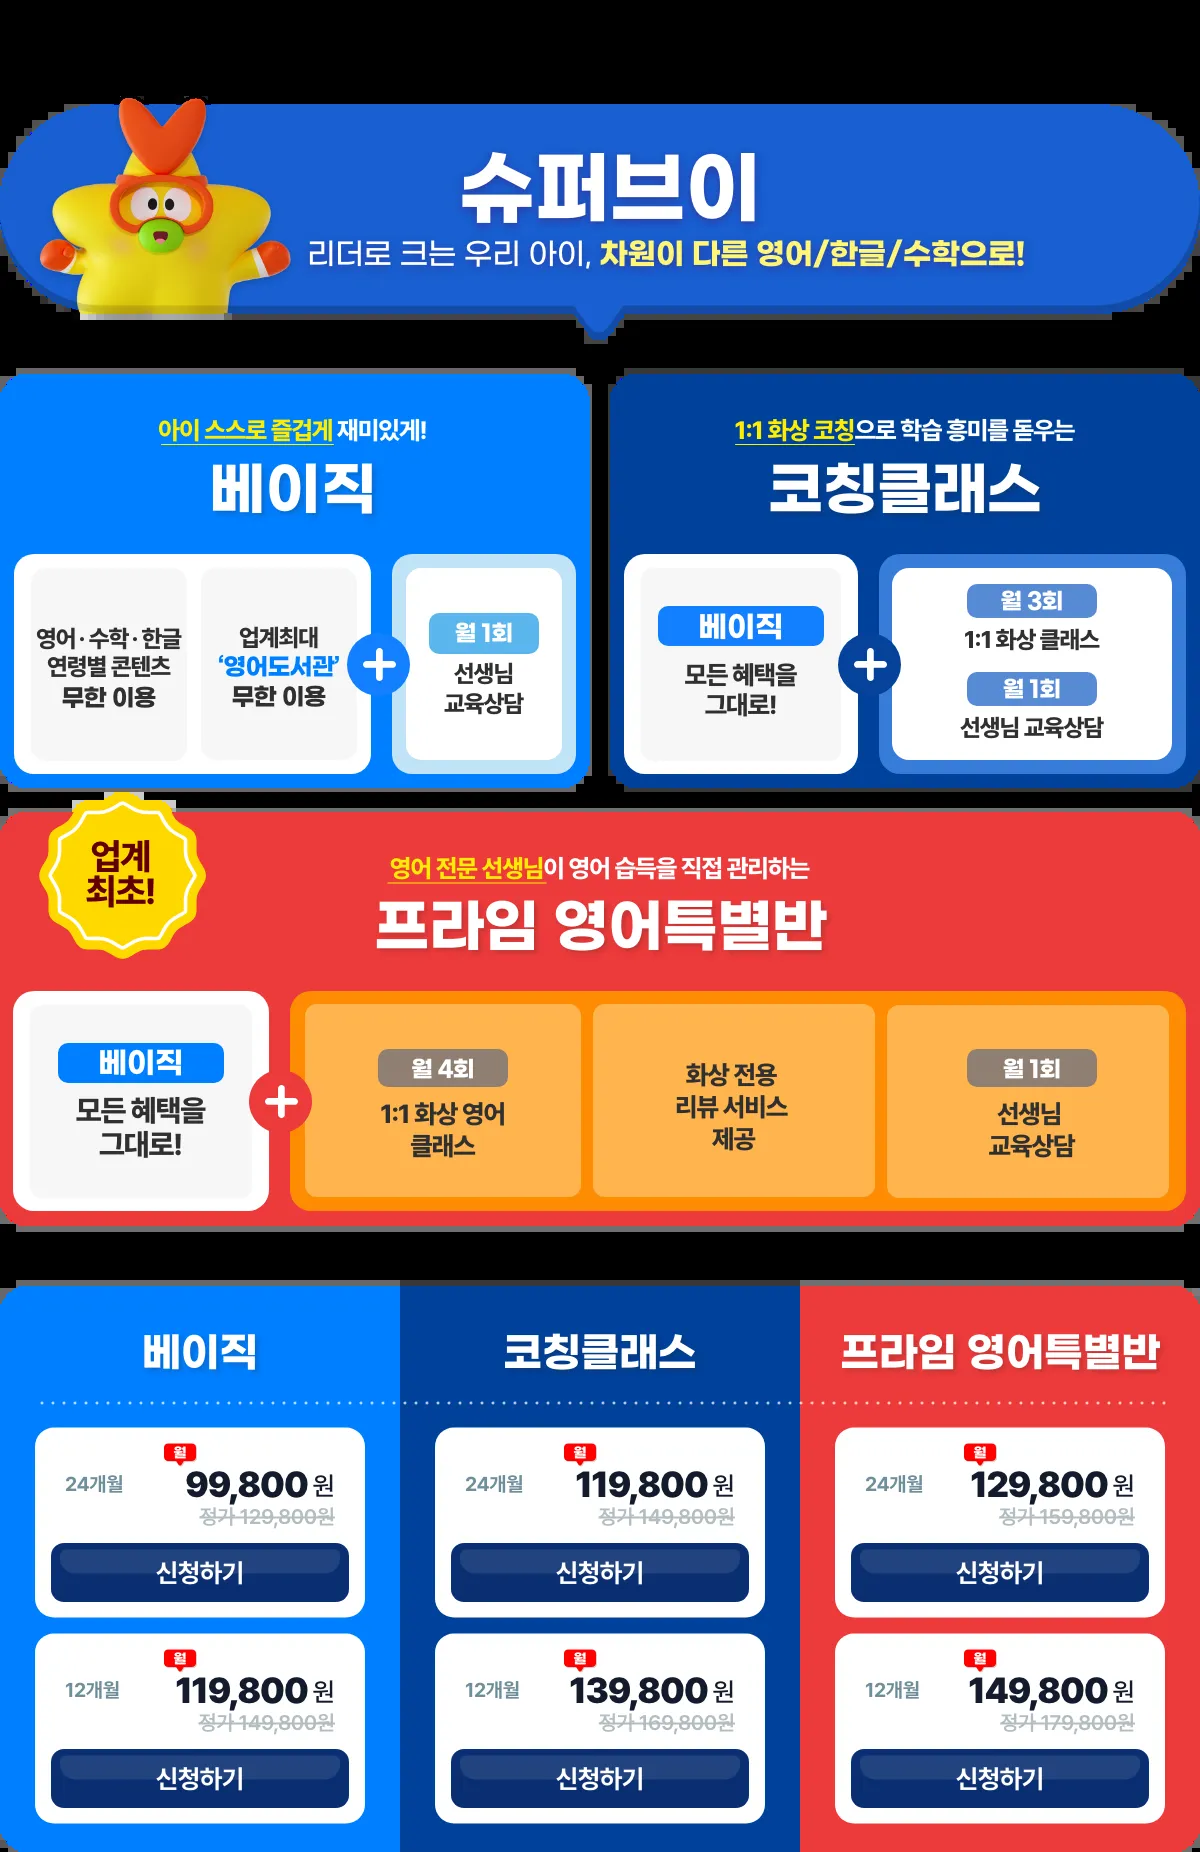 슈퍼브이
리더로 크는 우리 아이, 차원이 다른 영어/한글/수학으로!
아이 스스로 즐겁게 재미있게!
베이직
영어·수학·한글
연령별 콘텐츠
무한 이용
업계최대
‘영어도서관’
무한 이용
월 1회
선생님
교육상담
1:1 화상 코칭으로 학습 흥미를 돋우는
코칭클래스
베이직
모든 혜택을
그대로!
월 3회
1:1 화상 클래스
월 1회
선생님 교육상담
업계
최초!
영어 전문 선생님이 영어 습득을 직접 관리하는
프라임 영어특별반
베이직
모든 혜택을
그대로!
월 4회
1:1 화상 영어
클래스
화상 전용
리뷰 서비스
제공
월 1회
선생님
교육상담
베이직
월
24개월 99,800 원
정가 129,800원
신청하기
월
12개월 119,800 원
정가 149,800원
신청하기
코칭클래스
월
24개월 119,800 원
정가 149,800원
신청하기
월
12개월 139,800 원
정가 169,800원
신청하기
프라임 영어특별반
월
24개월 129,800 원
정가 159,800원
신청하기
월
12개월 149,800 원
정가 179,800원
신청하기